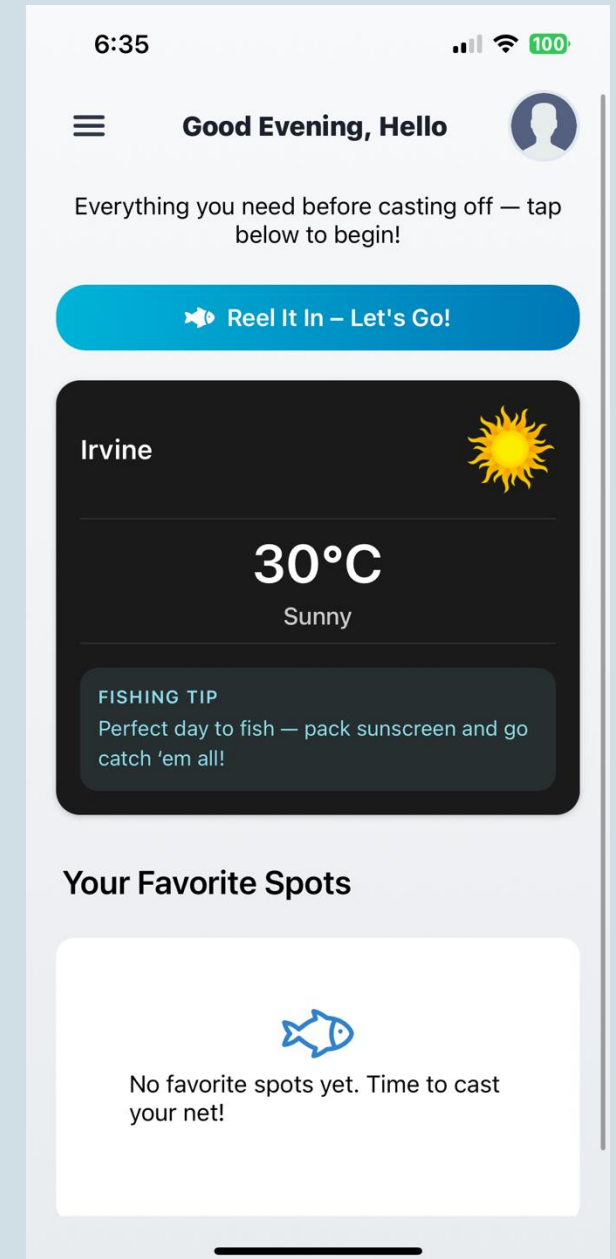 6:35
100
Good Evening, Hello
Everything you need before casting off — tap
below to begin!
Reel It In – Let's Go!
Irvine
30°C
Sunny
FISHING TIP
Perfect day to fish — pack sunscreen and go
catch ‘em all!
Your Favorite Spots
No favorite spots yet. Time to cast
your net!